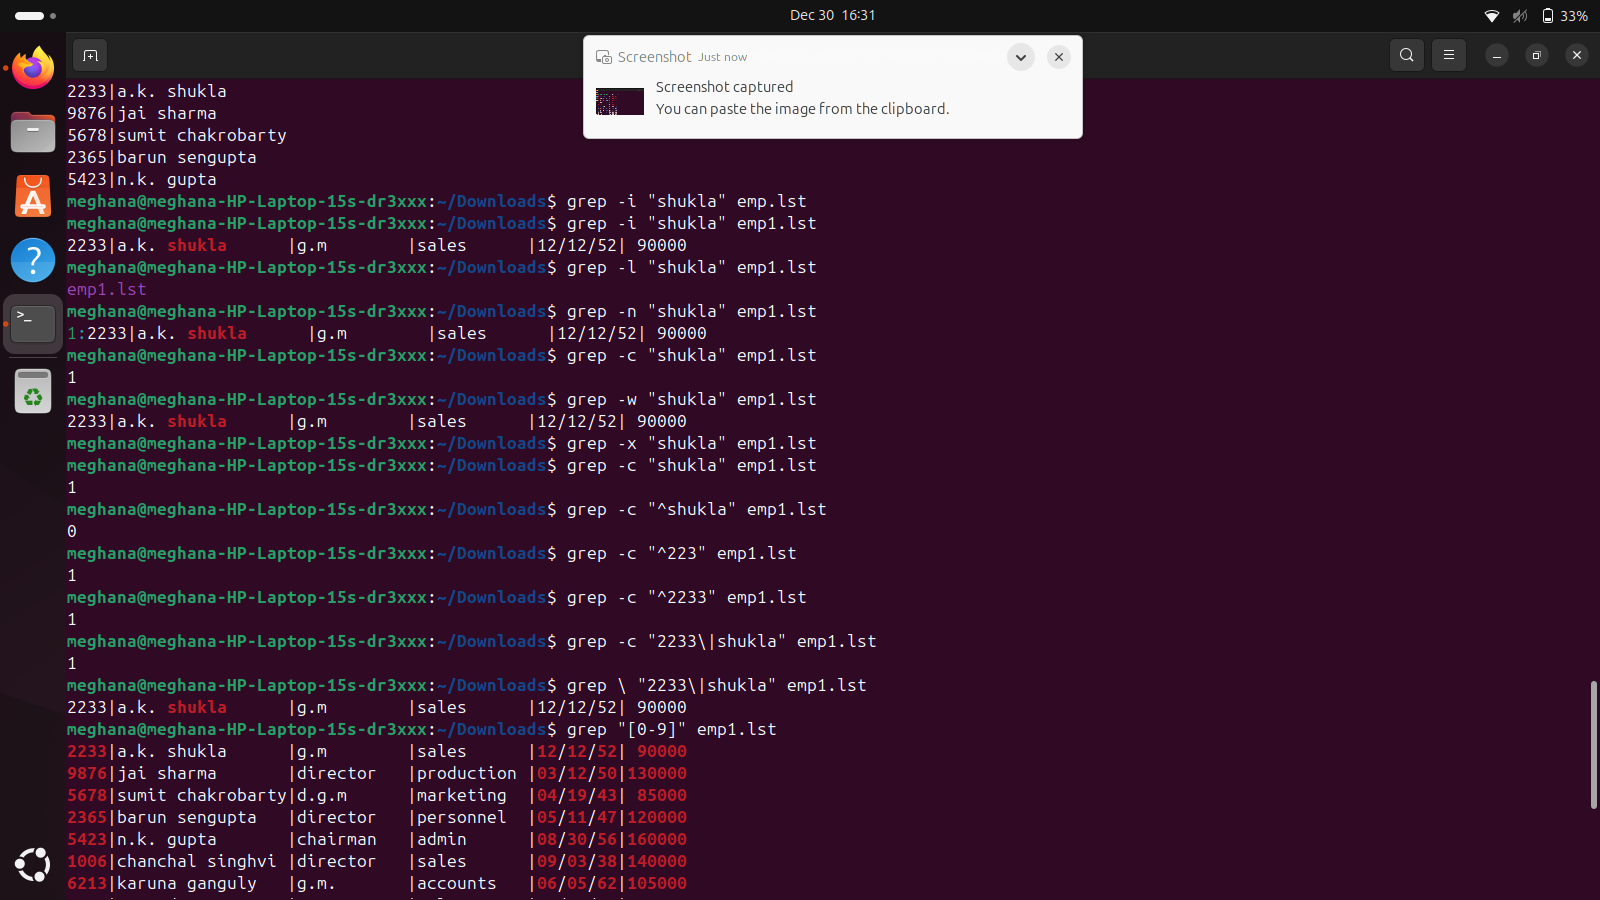 Dec 30 16:31
33%
Screenshot Just now
Screenshot captured
You can paste the image from the clipboard.
2233|a.k. shukla
9876|jai sharma
5678|sumit chakrobarty
2365|barun sengupta
5423|n.k. gupta
meghana@meghana-HP-Laptop-15s-dr3xxx:~/Downloads$ grep -i "shukla" emp.lst
meghana@meghana-HP-Laptop-15s-dr3xxx:~/Downloads$ grep -i "shukla" emp1.lst
2233|a.k. shukla      |g.m        |sales      |12/12/52| 90000
meghana@meghana-HP-Laptop-15s-dr3xxx:~/Downloads$ grep -l "shukla" emp1.lst
emp1.lst
meghana@meghana-HP-Laptop-15s-dr3xxx:~/Downloads$ grep -n "shukla" emp1.lst
1:2233|a.k. shukla      |g.m        |sales      |12/12/52| 90000
meghana@meghana-HP-Laptop-15s-dr3xxx:~/Downloads$ grep -c "shukla" emp1.lst
1
meghana@meghana-HP-Laptop-15s-dr3xxx:~/Downloads$ grep -w "shukla" emp1.lst
2233|a.k. shukla      |g.m        |sales      |12/12/52| 90000
meghana@meghana-HP-Laptop-15s-dr3xxx:~/Downloads$ grep -x "shukla" emp1.lst
meghana@meghana-HP-Laptop-15s-dr3xxx:~/Downloads$ grep -c "shukla" emp1.lst
1
meghana@meghana-HP-Laptop-15s-dr3xxx:~/Downloads$ grep -c "^shukla" emp1.lst
0
meghana@meghana-HP-Laptop-15s-dr3xxx:~/Downloads$ grep -c "^223" emp1.lst
1
meghana@meghana-HP-Laptop-15s-dr3xxx:~/Downloads$ grep -c "^2233" emp1.lst
1
meghana@meghana-HP-Laptop-15s-dr3xxx:~/Downloads$ grep -c "2233\|shukla" emp1.lst
1
meghana@meghana-HP-Laptop-15s-dr3xxx:~/Downloads$ grep \ "2233\|shukla" emp1.lst
2233|a.k. shukla      |g.m        |sales      |12/12/52| 90000
meghana@meghana-HP-Laptop-15s-dr3xxx:~/Downloads$ grep "[0-9]" emp1.lst
2233|a.k. shukla      |g.m        |sales      |12/12/52| 90000
9876|jai sharma       |director   |production |03/12/50|130000
5678|sumit chakrobarty|d.g.m      |marketing  |04/19/43| 85000
2365|barun sengupta   |director   |personnel  |05/11/47|120000
5423|n.k. gupta       |chairman   |admin      |08/30/56|160000
1006|chanchal singhvi |director   |sales      |09/03/38|140000
6213|karuna ganguly   |g.m.       |accounts   |06/05/62|105000